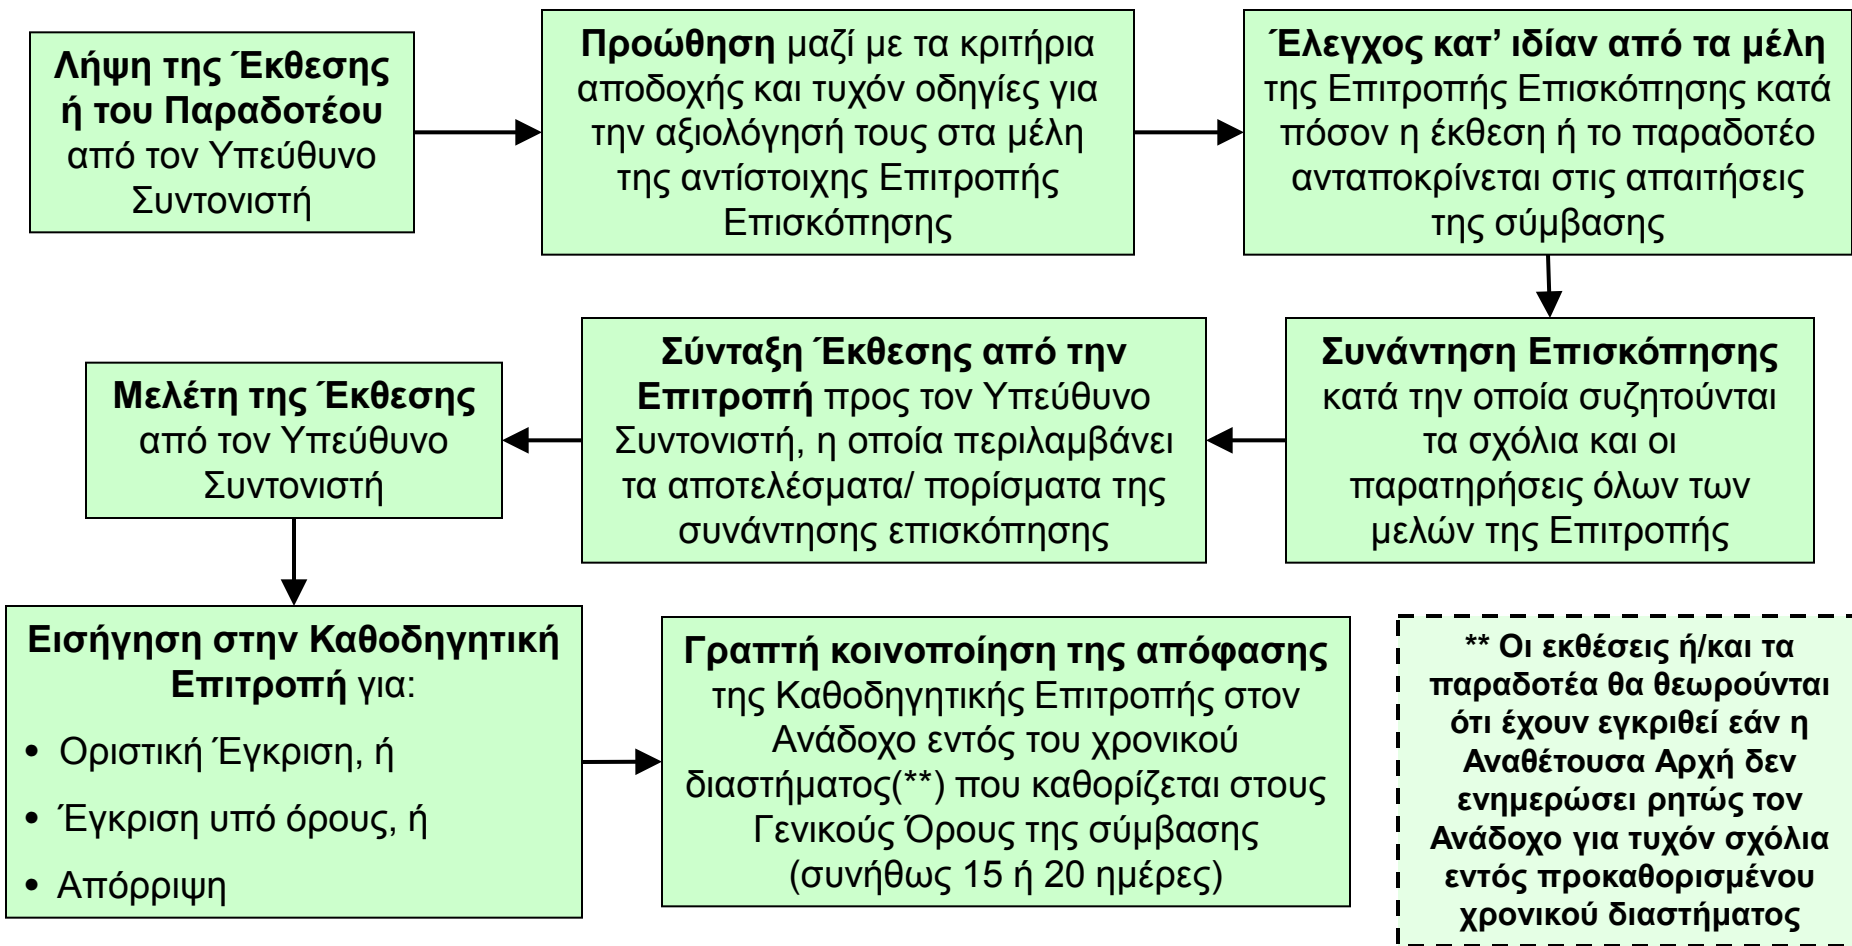 Λήψη της Έκθεσης
ή του Παραδοτέου
από τον Υπεύθυνο
Συντονιστή
Προώθηση μαζί με τα κριτήρια
αποδοχής και τυχόν οδηγίες για
την αξιολόγησή τους στα μέλη
της αντίστοιχης Επιτροπής
Επισκόπησης
Έλεγχος κατ’ ιδίαν από τα μέλη
της Επιτροπής Επισκόπησης κατά
πόσον η έκθεση ή το παραδοτέο
ανταποκρίνεται στις απαιτήσεις
της σύμβασης
Συνάντηση Επισκόπησης
κατά την οποία συζητούνται
τα σχόλια και οι
παρατηρήσεις όλων των
μελών της Επιτροπής
Σύνταξη Έκθεσης από την
Επιτροπή προς τον Υπεύθυνο
Συντονιστή, η οποία περιλαμβάνει
τα αποτελέσματα/ πορίσματα της
συνάντησης επισκόπησης
Μελέτη της Έκθεσης
από τον Υπεύθυνο
Συντονιστή
Εισήγηση στην Καθοδηγητική
Επιτροπή για:
• Οριστική Έγκριση, ή
• Έγκριση υπό όρους, ή
• Απόρριψη
Γραπτή κοινοποίηση της απόφασης
της Καθοδηγητικής Επιτροπής στον
Ανάδοχο εντός του χρονικού
διαστήματος(**) που καθορίζεται στους
Γενικούς Όρους της σύμβασης
(συνήθως 15 ή 20 ημέρες)
** Οι εκθέσεις ή/και τα
παραδοτέα θα θεωρούνται
ότι έχουν εγκριθεί εάν η
Αναθέτουσα Αρχή δεν
ενημερώσει ρητώς τον
Ανάδοχο για τυχόν σχόλια
εντός προκαθορισμένου
χρονικού διαστήματος